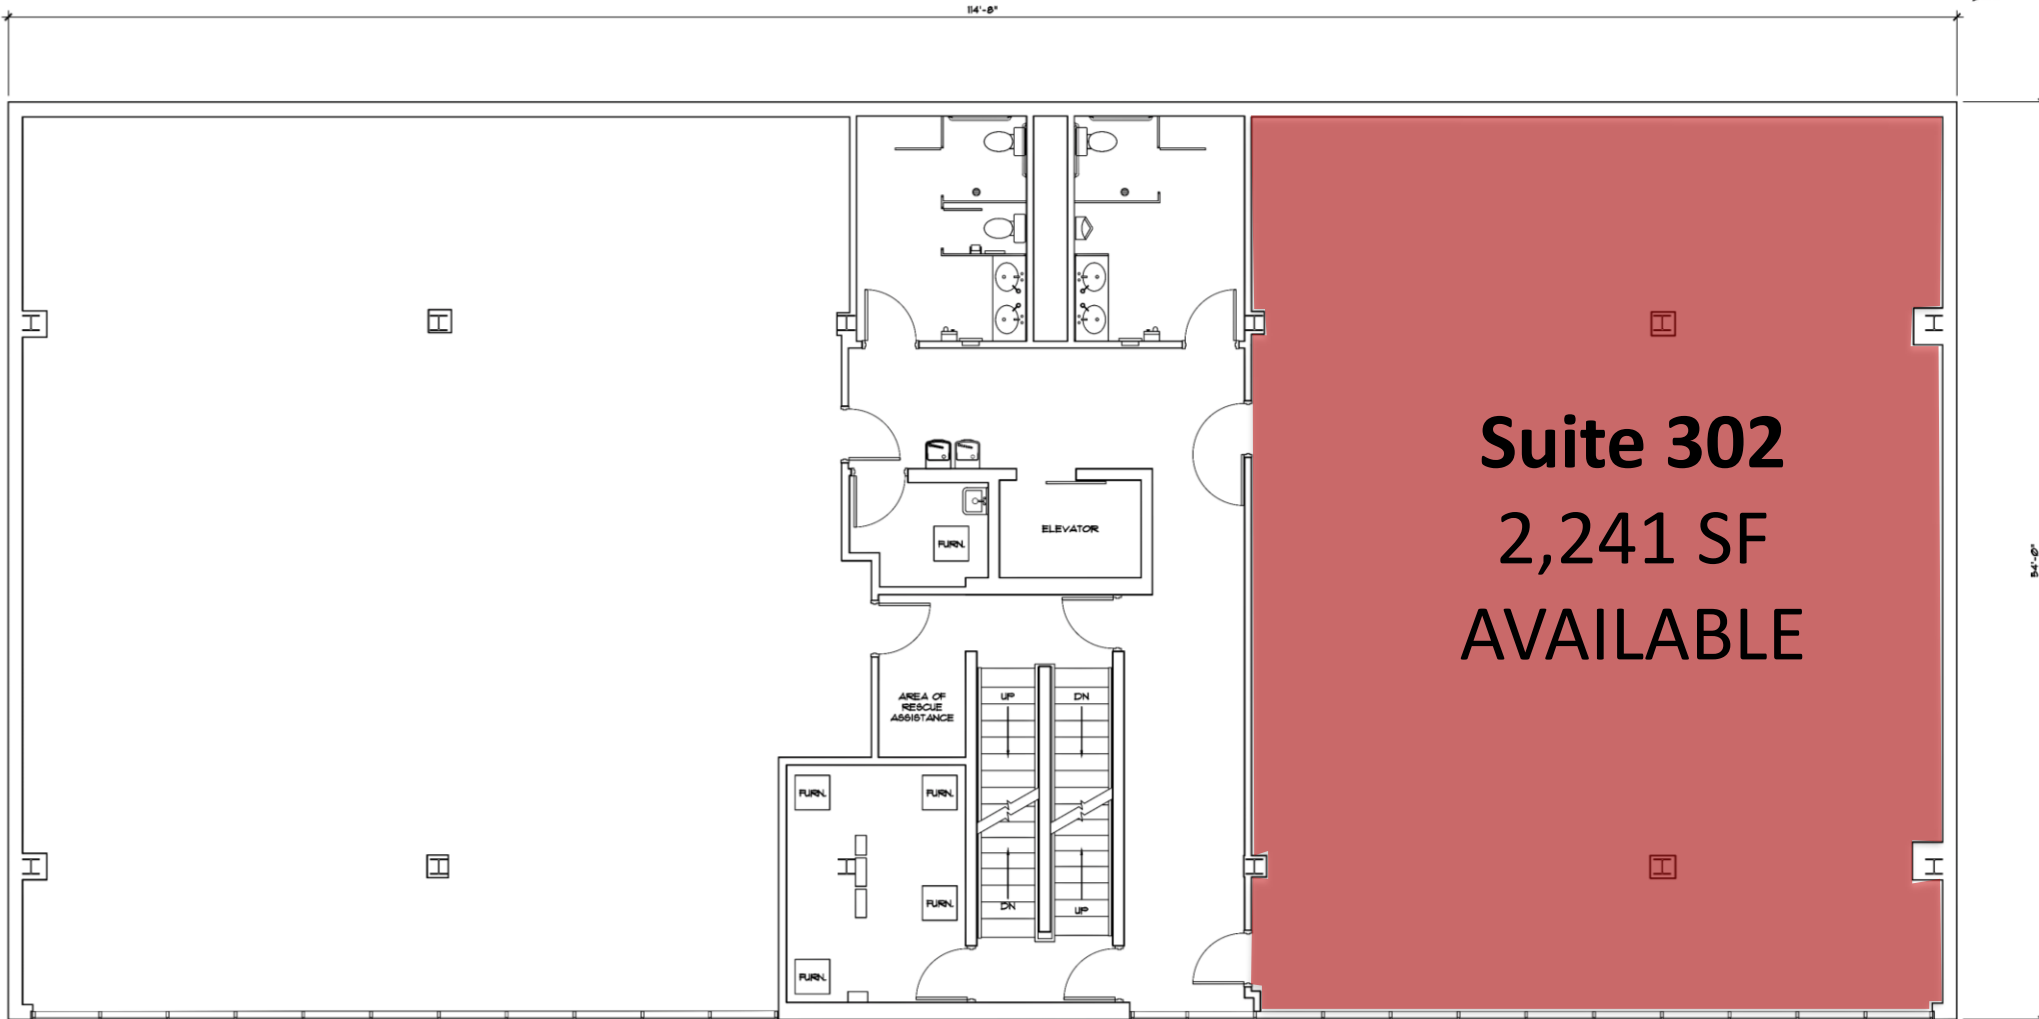 114'-8"
Suite 302
2,241 SF
AVAILABLE
ELEVATOR
FURN.
54'-0"
AREA OF
RESCUE
ASSISTANCE
UP
DN
FURN.
FURN.
FURN.
DN
UP
FURN.